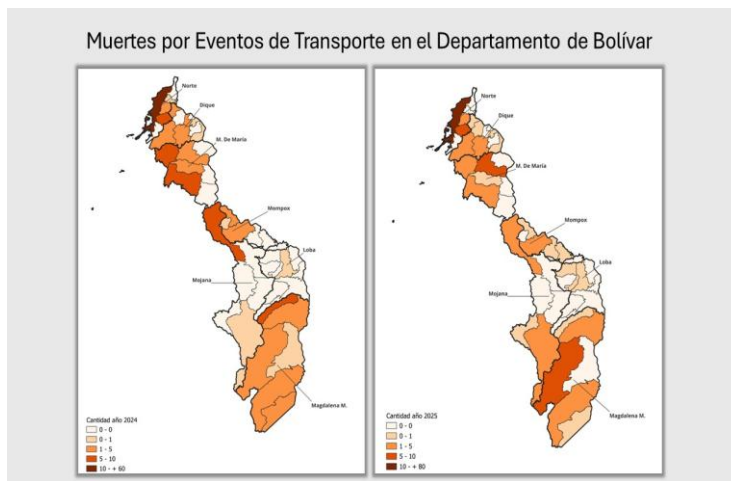 Muertes por Eventos de Transporte en el Departamento de Bolívar
Norte
Dique
M. De María
Mompox
Loba
Mojana
Magdalena M.
Cantidad año 2024
0 - 0
0 - 1
1 - 5
5 - 10
10 - + 60
Norte
Dique
M. De María
Mompox
Loba
Mojana
Magdalena M.
Cantidad año 2025
0 - 0
0 - 1
1 - 5
5 - 10
10 - + 80